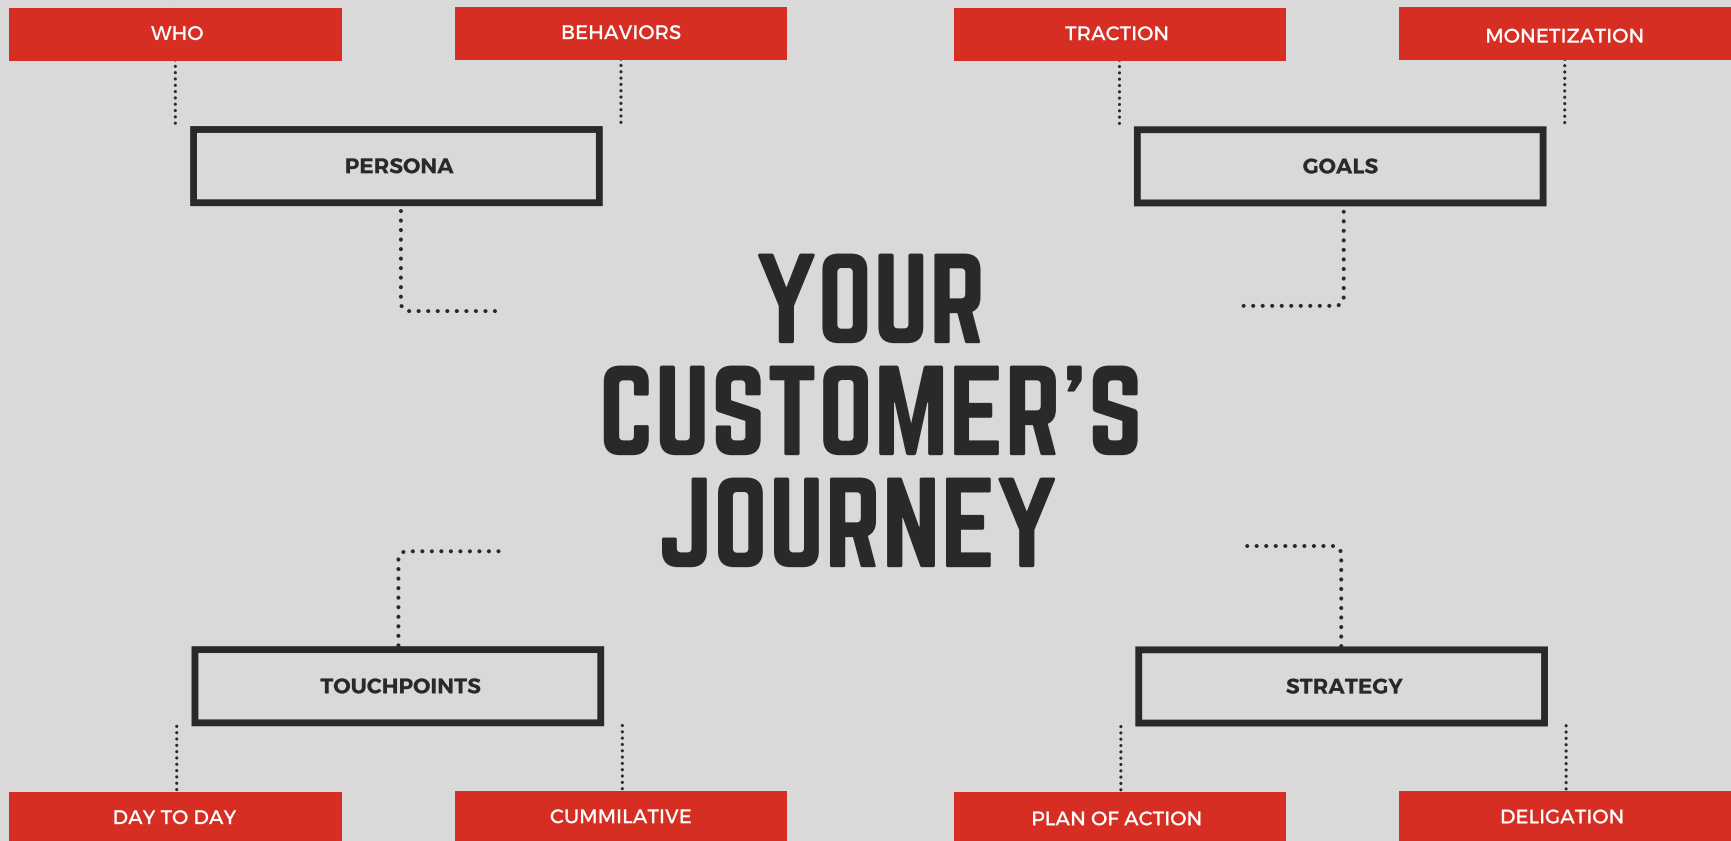 WHO
BEHAVIORS
TRACTION
MONETIZATION
PERSONA
GOALS
YOUR
CUSTOMER'S
JOURNEY
TOUCHPOINTS
STRATEGY
DAY TO DAY
CUMMILATIVE
PLAN OF ACTION
DELIGATION